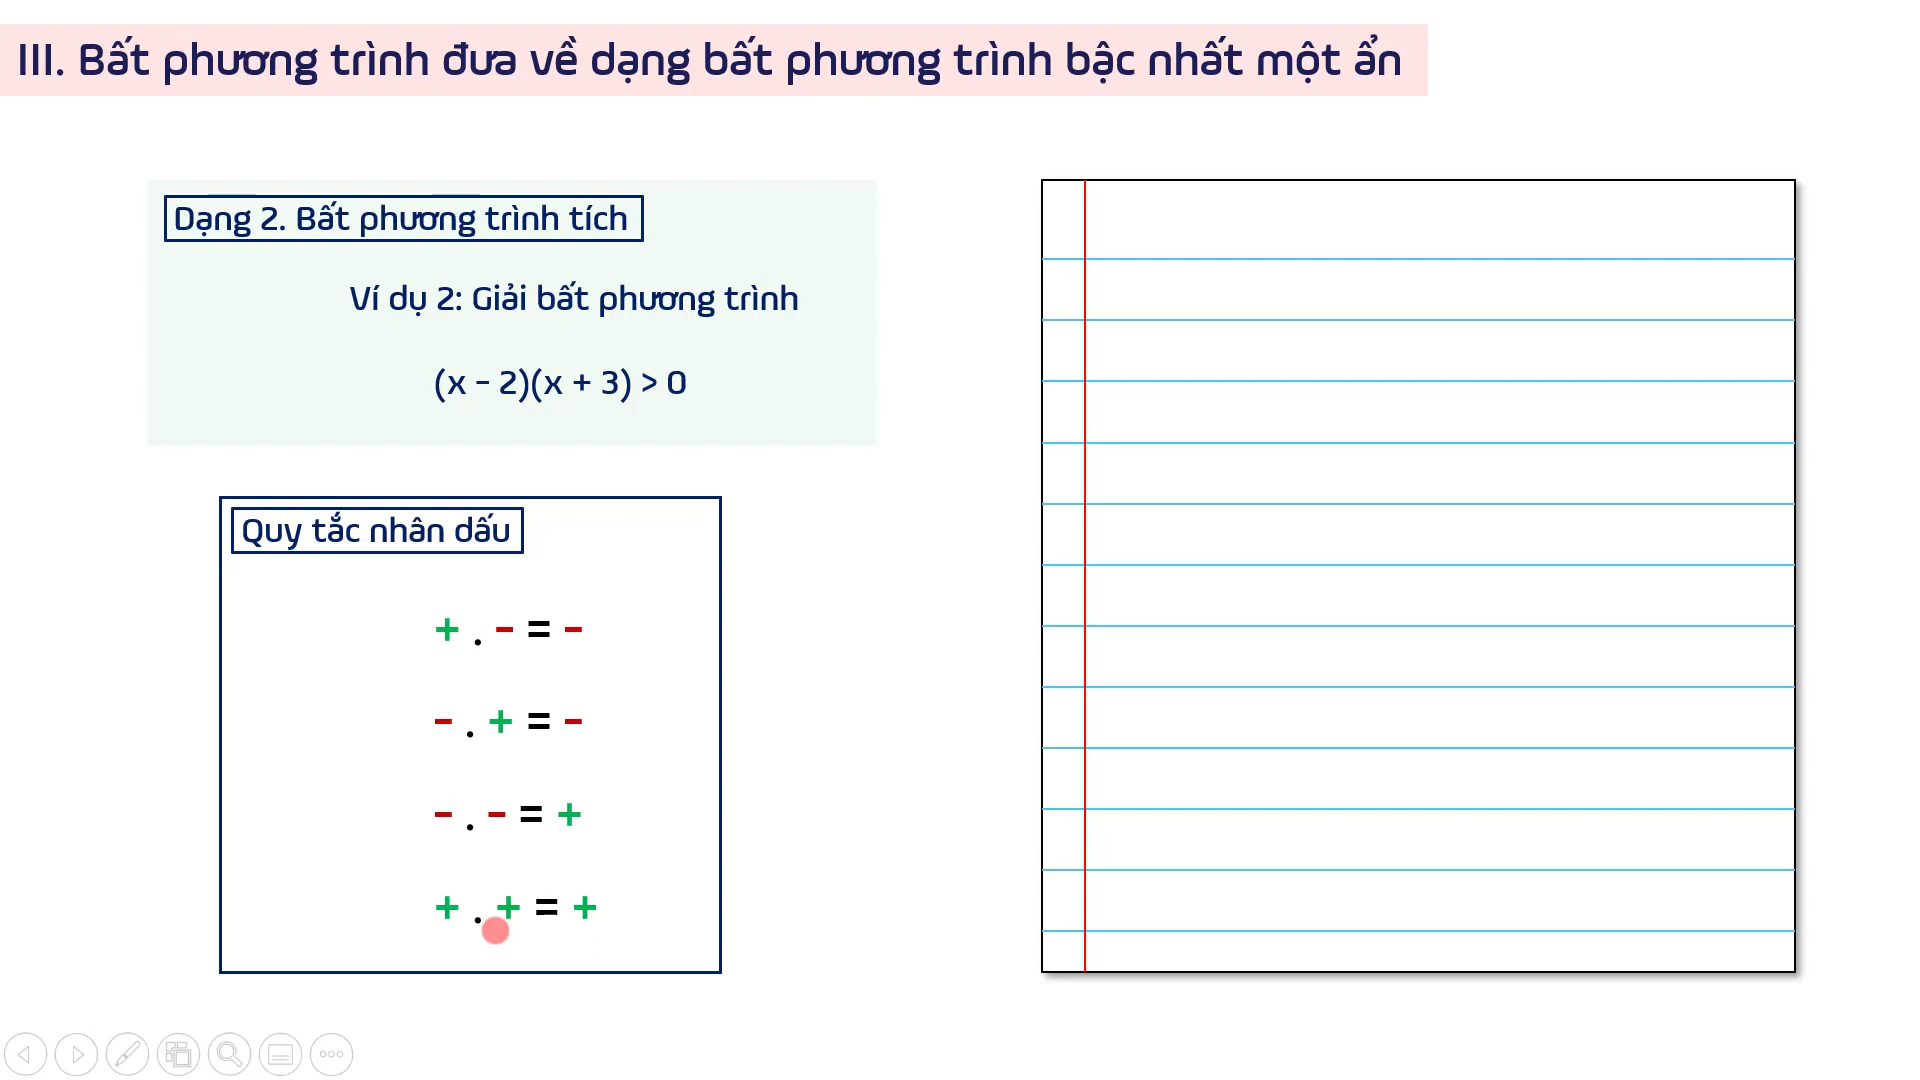 III. Bất phương trình đưa về dạng bất phương trình bậc nhất một ẩn
Dạng 2. Bất phương trình tích
Ví dụ 2: Giải bất phương trình
(x - 2)(x + 3) > 0
Quy tắc nhân dấu
+ . - = -
- . + = -
- . - = +
+ . + = +